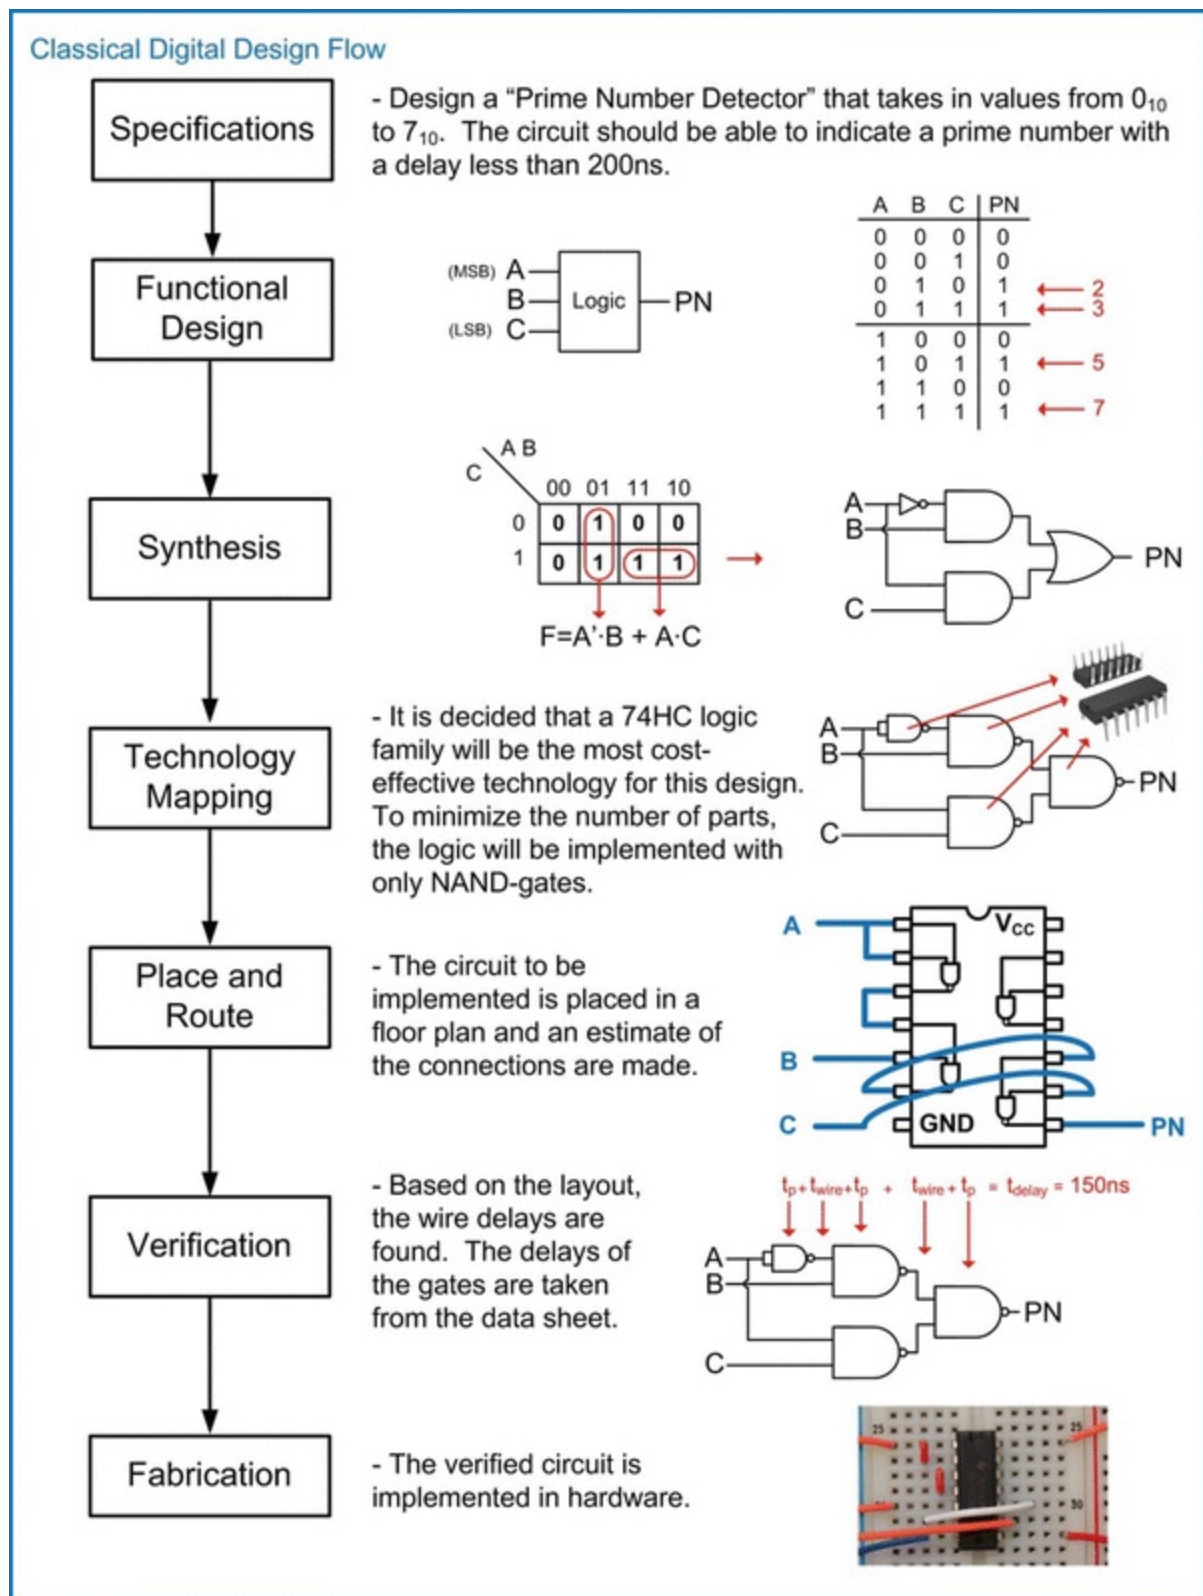 Classical Digital Design Flow
Specifications
- Design a “Prime Number Detector” that takes in values from 0₁₀
to 7₁₀. The circuit should be able to indicate a prime number with
a delay less than 200ns.
Functional
Design
(MSB) A
B
(LSB) C
Logic
PN
A B C PN
0 0 0 0
0 0 1 0
0 1 0 1 2
0 1 1 1 3
1 0 0 0
1 0 1 1 5
1 1 0 0
1 1 1 1 7
Synthesis
A B
C
00 01 11 10
0 0 1 0 0
1 0 1 1 1
F=A’·B + A·C
A
B
C
PN
Technology
Mapping
- It is decided that a 74HC logic
family will be the most cost-
effective technology for this design.
To minimize the number of parts,
the logic will be implemented with
only NAND-gates.
A
B
C
PN
Place and
Route
- The circuit to be
implemented is placed in a
floor plan and an estimate of
the connections are made.
A
VCC
B
C
GND
PN
Verification
- Based on the layout,
the wire delays are
found. The delays of
the gates are taken
from the data sheet.
tp+twire+tp + twire+tp = tdelay = 150ns
A
B
C
PN
Fabrication
- The verified circuit is
implemented in hardware.
25
25
30